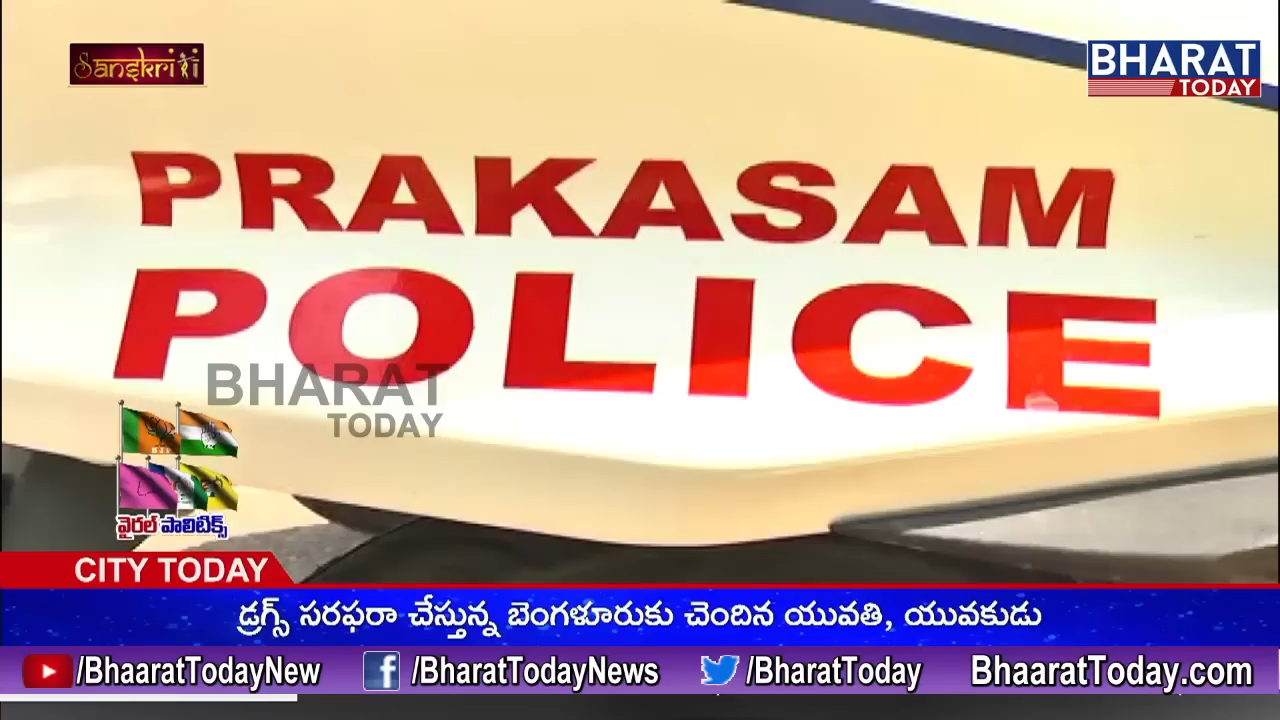 Sanskriti
BHARAT
TODAY
PRAKASAM
POLICE
BHARAT
TODAY
వైరల్ పాలిటిక్స్
CITY TODAY
డ్రగ్స్ సరఫరా చేస్తున్న బెంగళూరుకు చెందిన యువతి, యువకుడు
/BhaaratTodayNew
/BharatTodayNews
/BharatToday
BhaaratToday.com